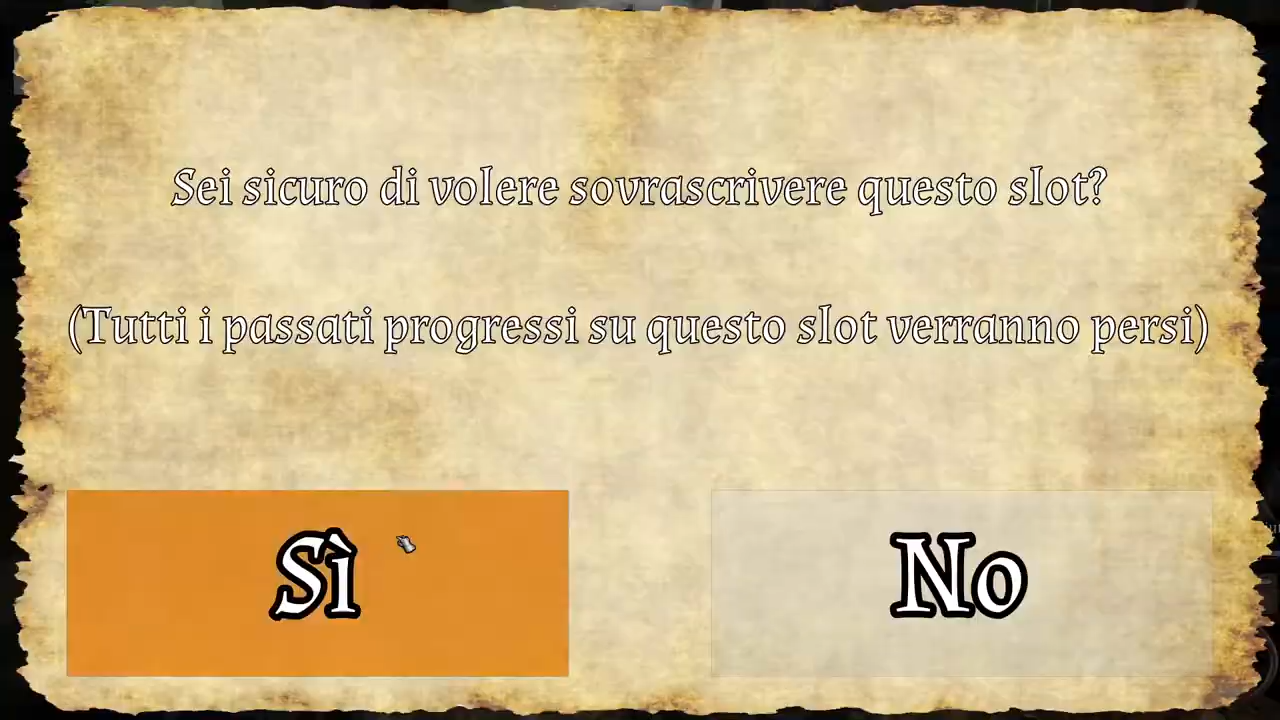 Sei sicuro di volere sovrascrivere questo slot?
(Tutti i passati progressi su questo slot verranno persi)
Sì
No